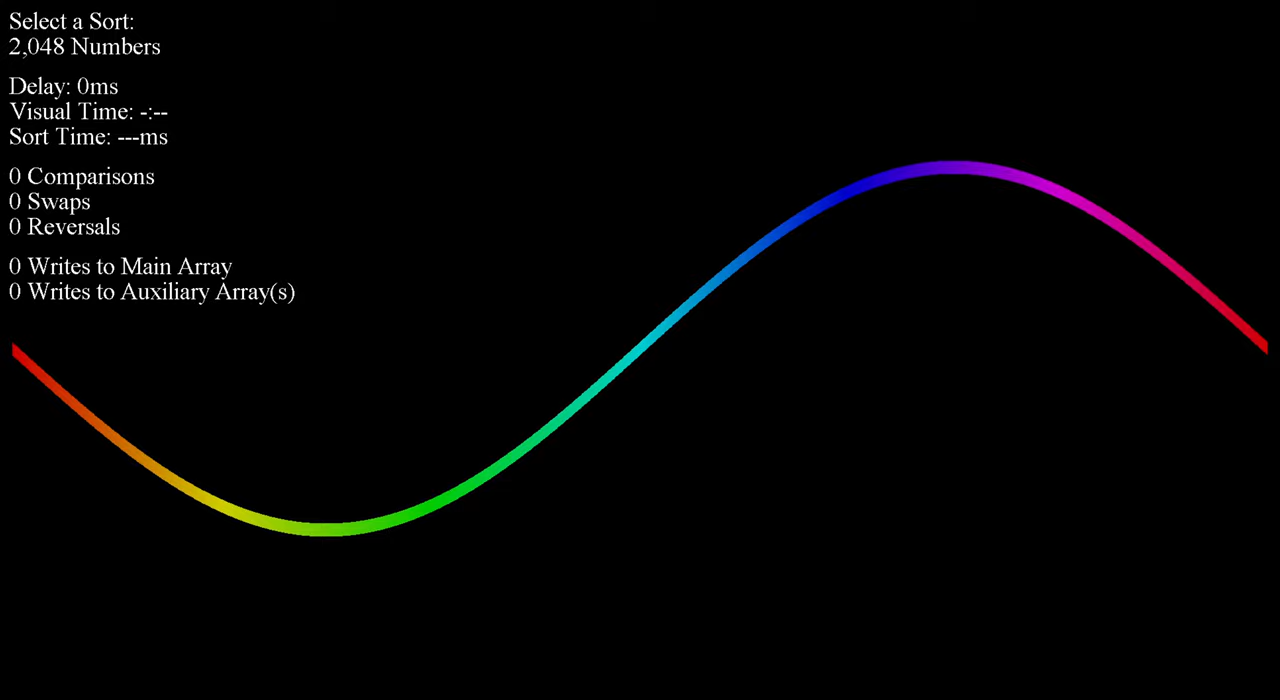 Select a Sort:
2,048 Numbers
Delay: 0ms
Visual Time: -:--
Sort Time: ---ms
0 Comparisons
0 Swaps
0 Reversals
0 Writes to Main Array
0 Writes to Auxiliary Array(s)